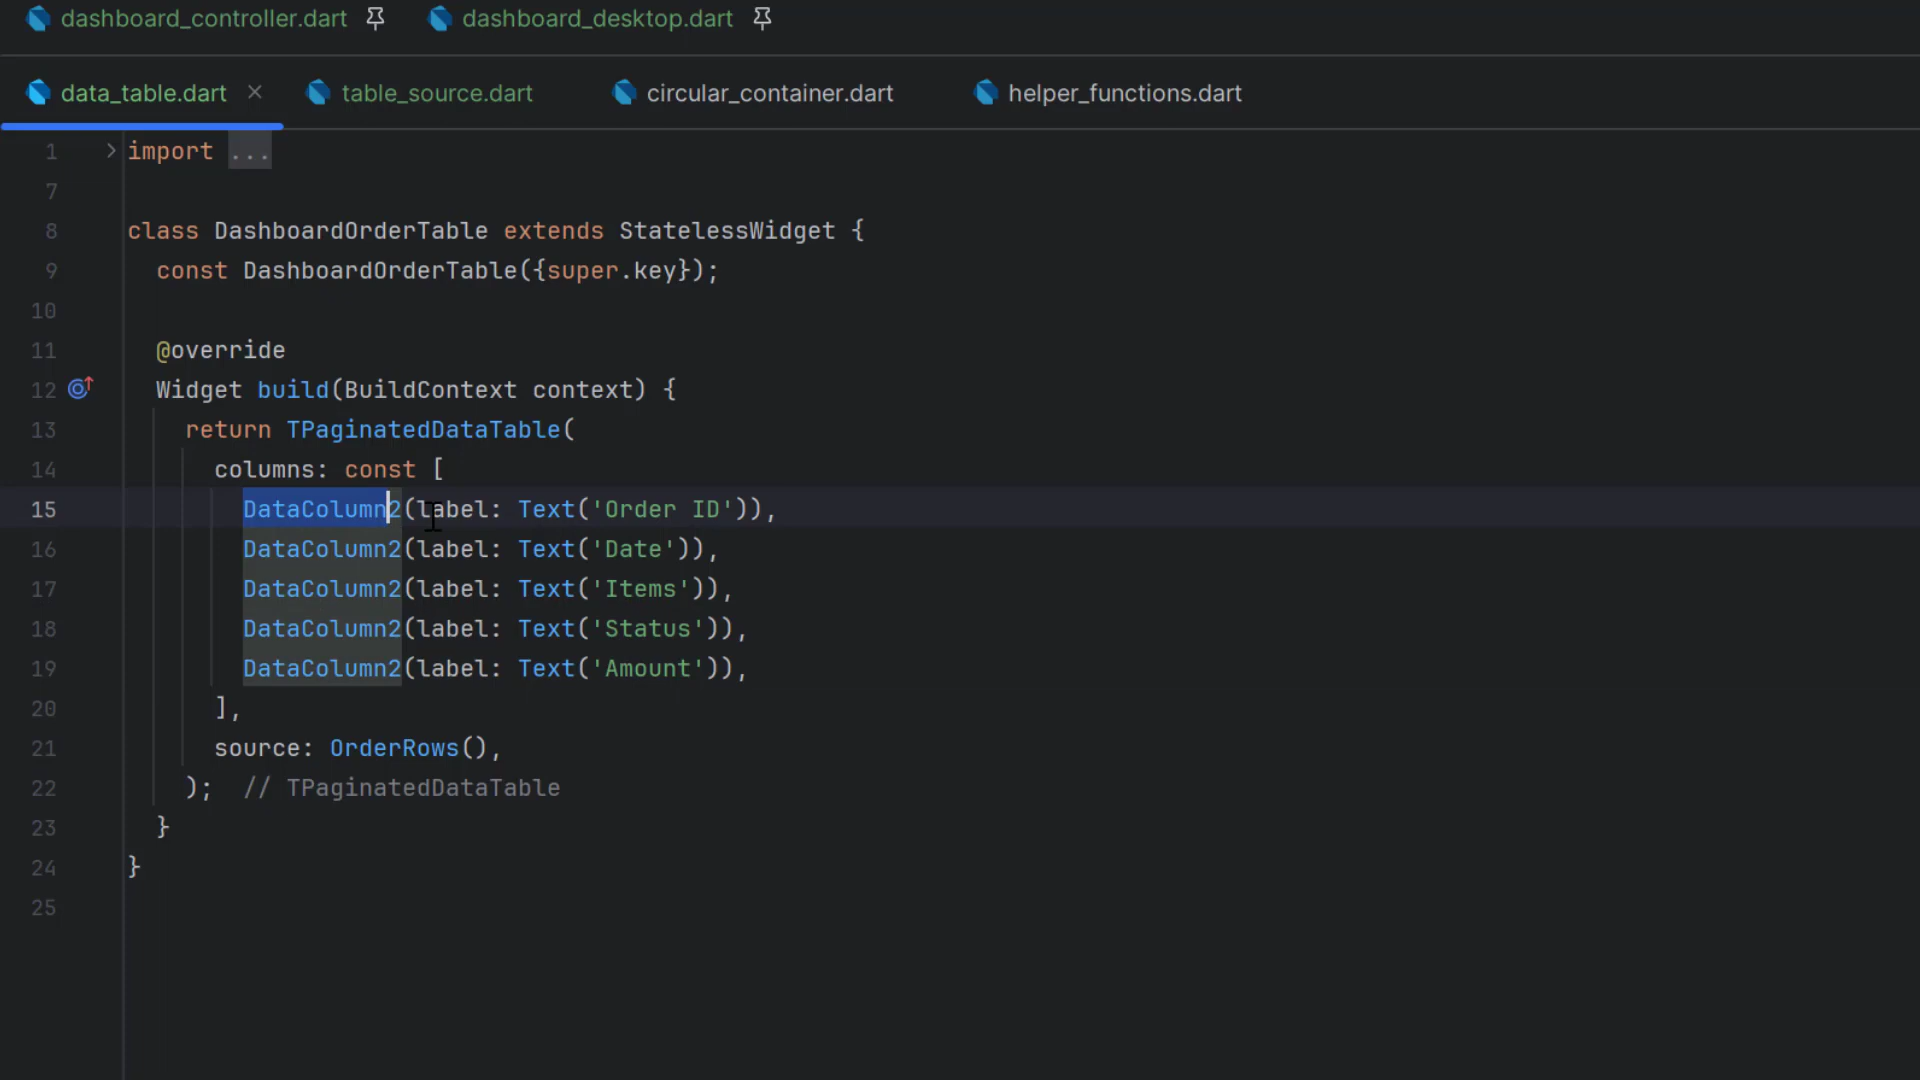 dashboard_controller.dart dashboard_desktop.dart
data_table.dart table_source.dart circular_container.dart helper_functions.dart
1 import ...
7
8 class DashboardOrderTable extends StatelessWidget {
9 const DashboardOrderTable({super.key});
10
11 @override
12 Widget build(BuildContext context) {
13 return TPaginatedDataTable(
14 columns: const [
15 DataColumn2(label: Text('Order ID')),
16 DataColumn2(label: Text('Date')),
17 DataColumn2(label: Text('Items')),
18 DataColumn2(label: Text('Status')),
19 DataColumn2(label: Text('Amount')),
20 ],
21 source: OrderRows(),
22 ); // TPaginatedDataTable
23 }
24 }
25